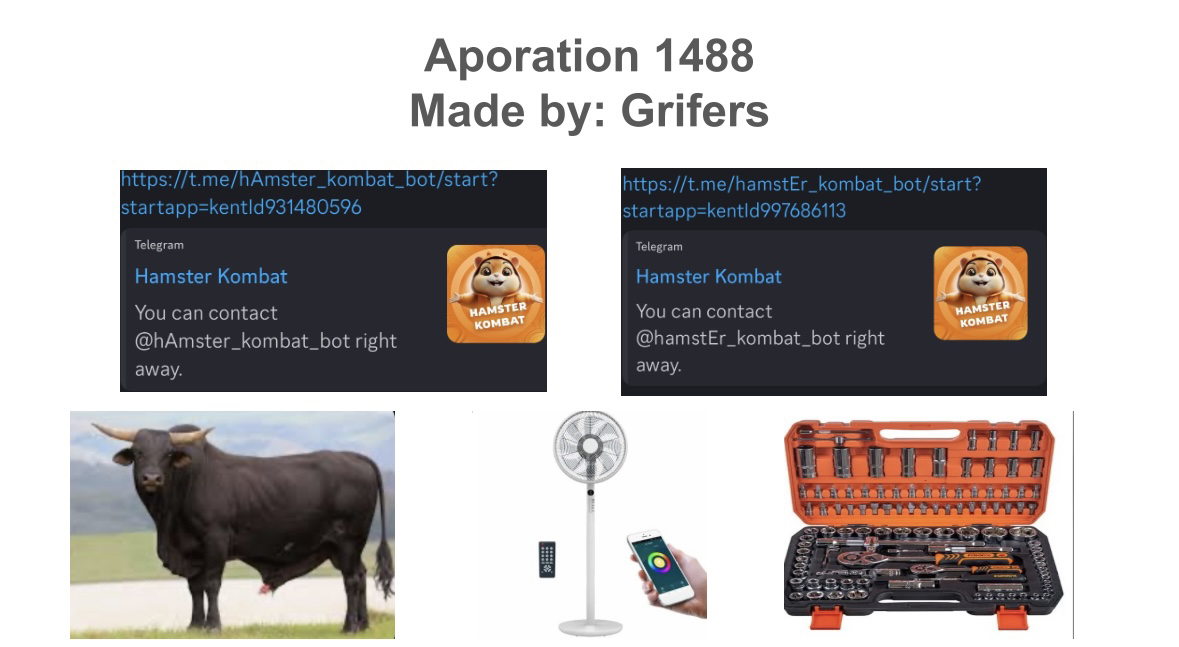 Aporation 1488
Made by: Grifers
https://t.me/hAmster_kombat_bot/start?
startapp=kentId931480596
Telegram
Hamster Kombat
You can contact
@hAmster_kombat_bot right
away.
HAMSTER
KOMBAT
https://t.me/hamstEr_kombat_bot/start?
startapp=kentId997686113
Telegram
Hamster Kombat
You can contact
@hamstEr_kombat_bot right
away.
HAMSTER
KOMBAT